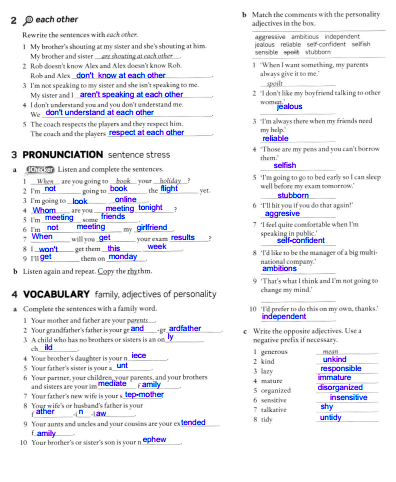 2 each other
Rewrite the sentences with each other.
1 My brother's shouting at my sister and she's shouting at him.
My brother and sister are shouting at each other.
2 Rob doesn't know Alex and Alex doesn't know Rob.
Rob and Alex don't know at each other.
3 I'm not speaking to my sister and she isn't speaking to me.
My sister and I aren't speaking at each other.
4 I don't understand you and you don't understand me.
We don't understand at each other.
5 The coach respects the players and they respect him.
The coach and the players respect at each other.
3 PRONUNCIATION sentence stress
a iChecker Listen and complete the sentences.
1 When are you going to book your holiday?
2 I'm not going to book the flight yet.
3 I'm going to look online.
4 Whom are you meeting tonight?
5 I'm meeting some friends.
6 I'm not meeting my girlfriend.
7 When will you get your exam results?
8 I won't get them this week.
9 I'll get them on monday.
b Listen again and repeat. Copy the rhythm.
4 VOCABULARY family, adjectives of personality
a Complete the sentences with a family word.
1 Your mother and father are your parents.
2 Your grandfather's father is your great and -gr ardfather.
3 A child who has no brothers or sisters is an on ly
ch ild.
4 Your brother's daughter is your n iece.
5 Your father's sister is your a unt.
6 Your partner, your children, your parents, and your brothers
and sisters are your im mediate f amily.
7 Your father's new wife is your s tep-mother.
8 Your wife's or husband's father is your
f ather -i n -l aw.
9 Your aunts and uncles and your cousins are your ex tended
f amily.
10 Your brother's or sister's son is your n ephew.
b Match the comments with the personality
adjectives in the box.
aggressive ambitious independent
jealous reliable self-confident selfish
sensible spoilt stubborn
1 'When I want something, my parents
always give it to me.'
spoilt
2 'I don't like my boyfriend talking to other
women.'
jealous
3 'I'm always there when my friends need
my help.'
reliable
4 'Those are my pens and you can't borrow
them.'
selfish
5 'I'm going to go to bed early so I can sleep
well before my exam tomorrow.'
stubborn
6 'I'll hit you if you do that again!'
aggresive
7 'I feel quite comfortable when I'm
speaking in public.'
self-confident
8 'I'd like to be the manager of a big multi-
national company.'
ambitions
9 'That's what I think and I'm not going to
change my mind.'
10 'I'd prefer to do this on my own, thanks.'
independent
c Write the opposite adjectives. Use a
negative prefix if necessary.
1 generous mean
2 kind unkind
3 lazy responsible
4 mature immature
5 organized disorganized
6 sensitive insensitive
7 talkative shy
8 tidy untidy